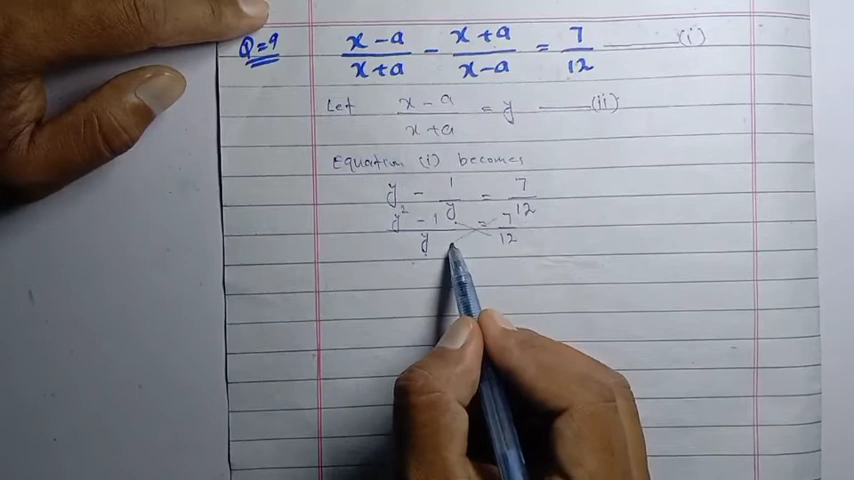 Q=9 x-a/x+a - x+a/x-a = 7/12 ——— (i)
Let x-a/x+a = y ——— (ii)
Equation (i) becomes
y - 1/y = 7/12
y² - 1/y = 7/12